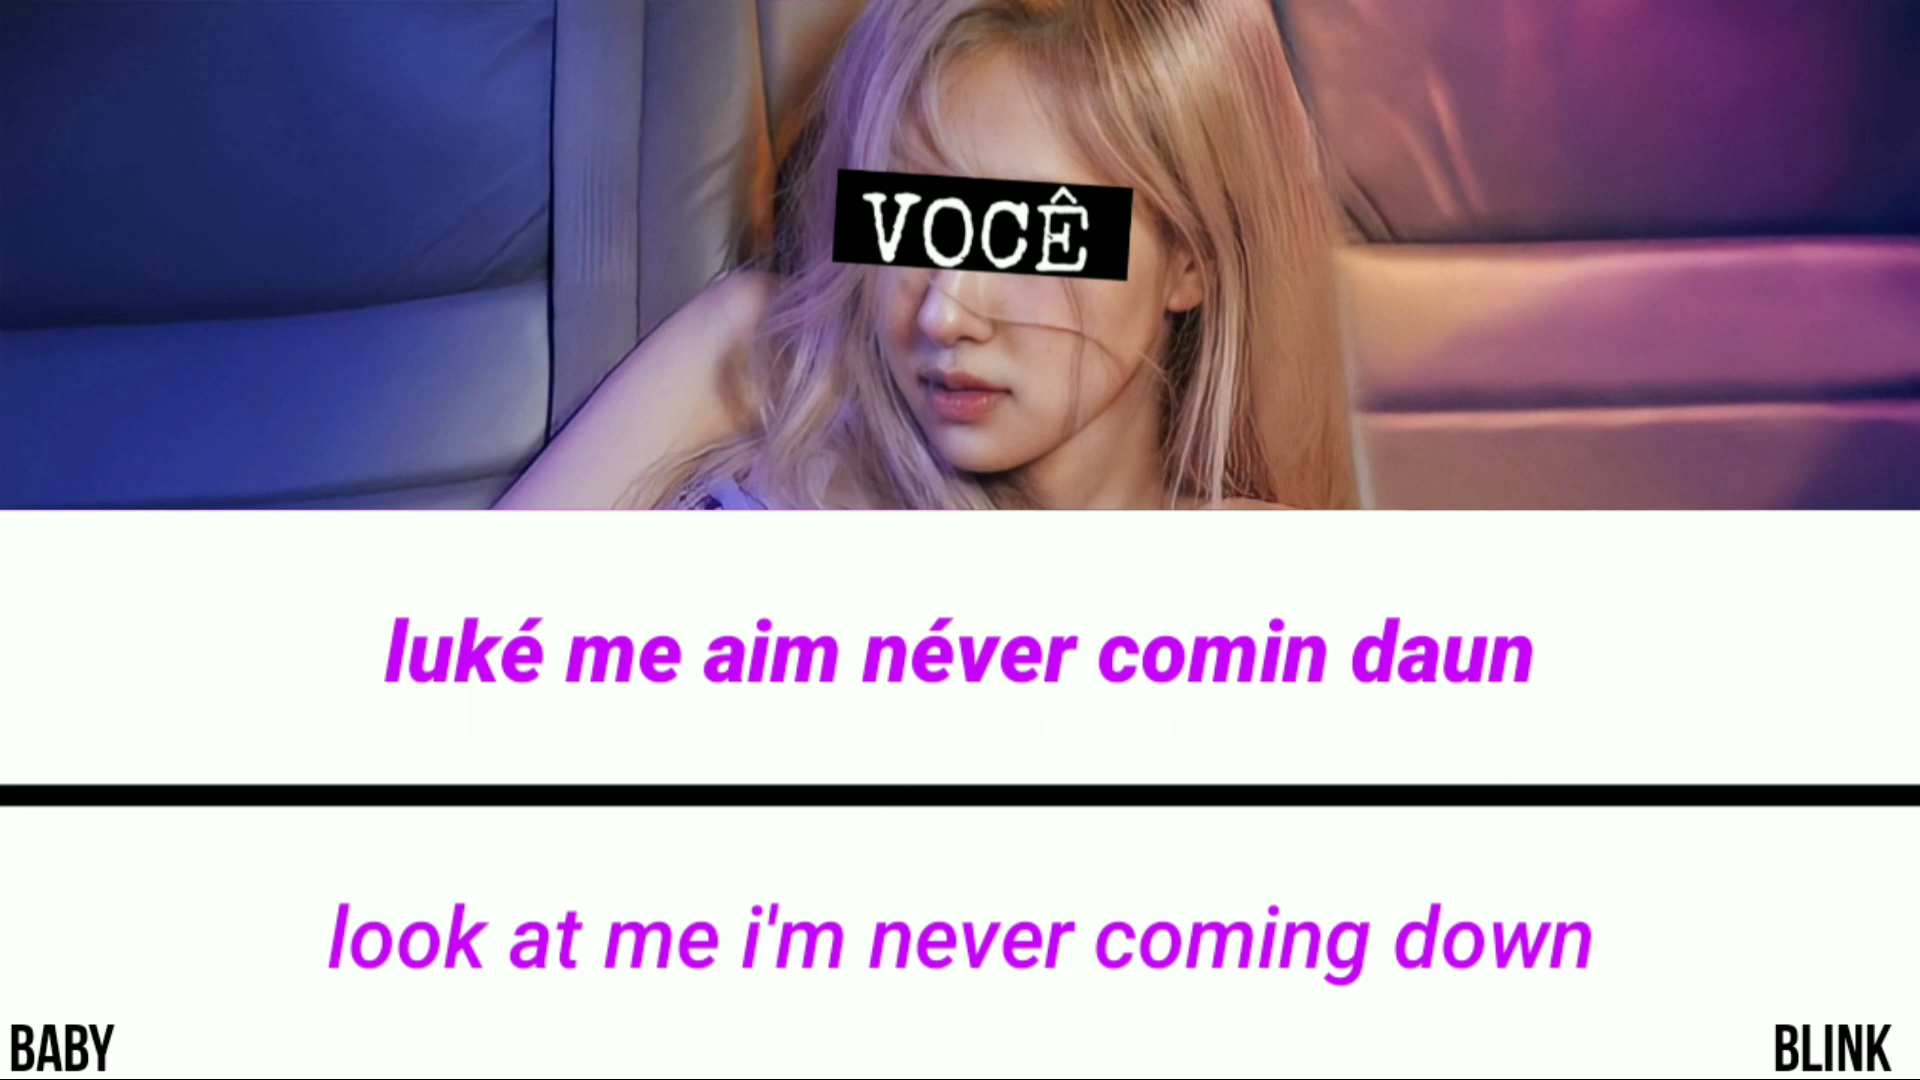 VOCÊ
luké me aim néver comin daun
look at me i'm never coming down
BABY
BLINK